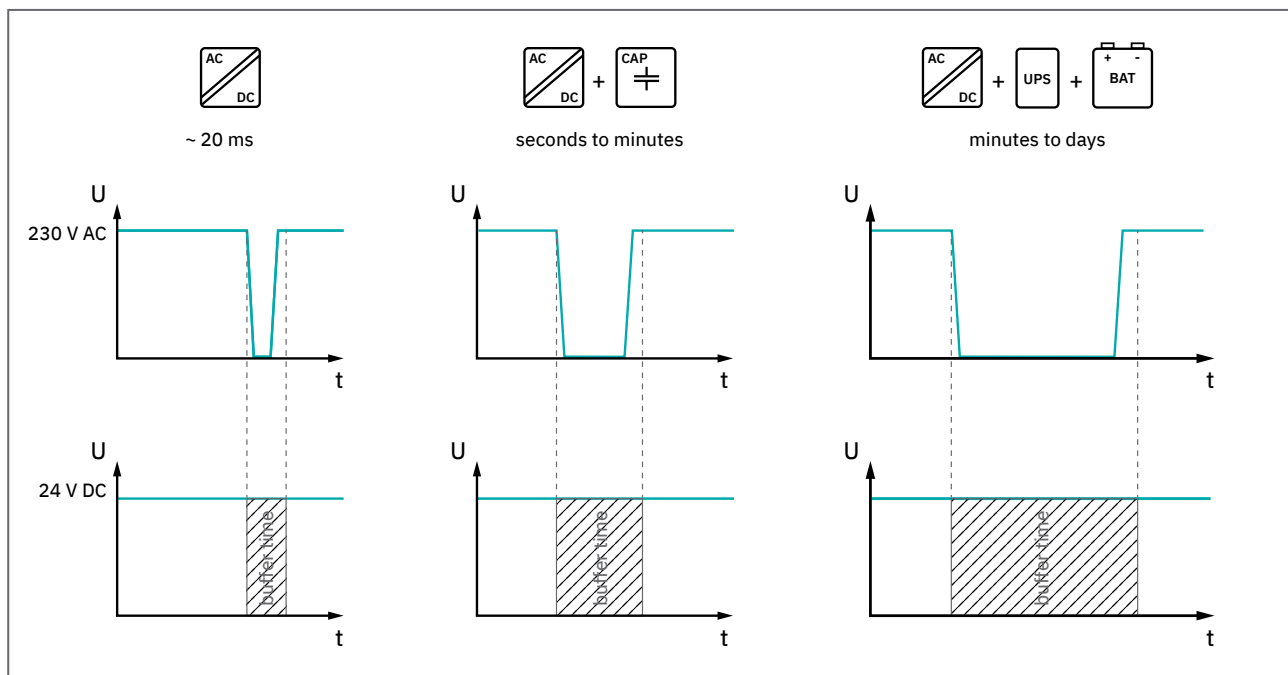 AC
DC
~ 20 ms
AC
DC
+
CAP
seconds to minutes
AC
DC
+
UPS
+
+ -
BAT
minutes to days
U
230 V AC
t
U
t
U
t
U
24 V DC
buffer time
t
U
buffer time
t
U
buffer time
t